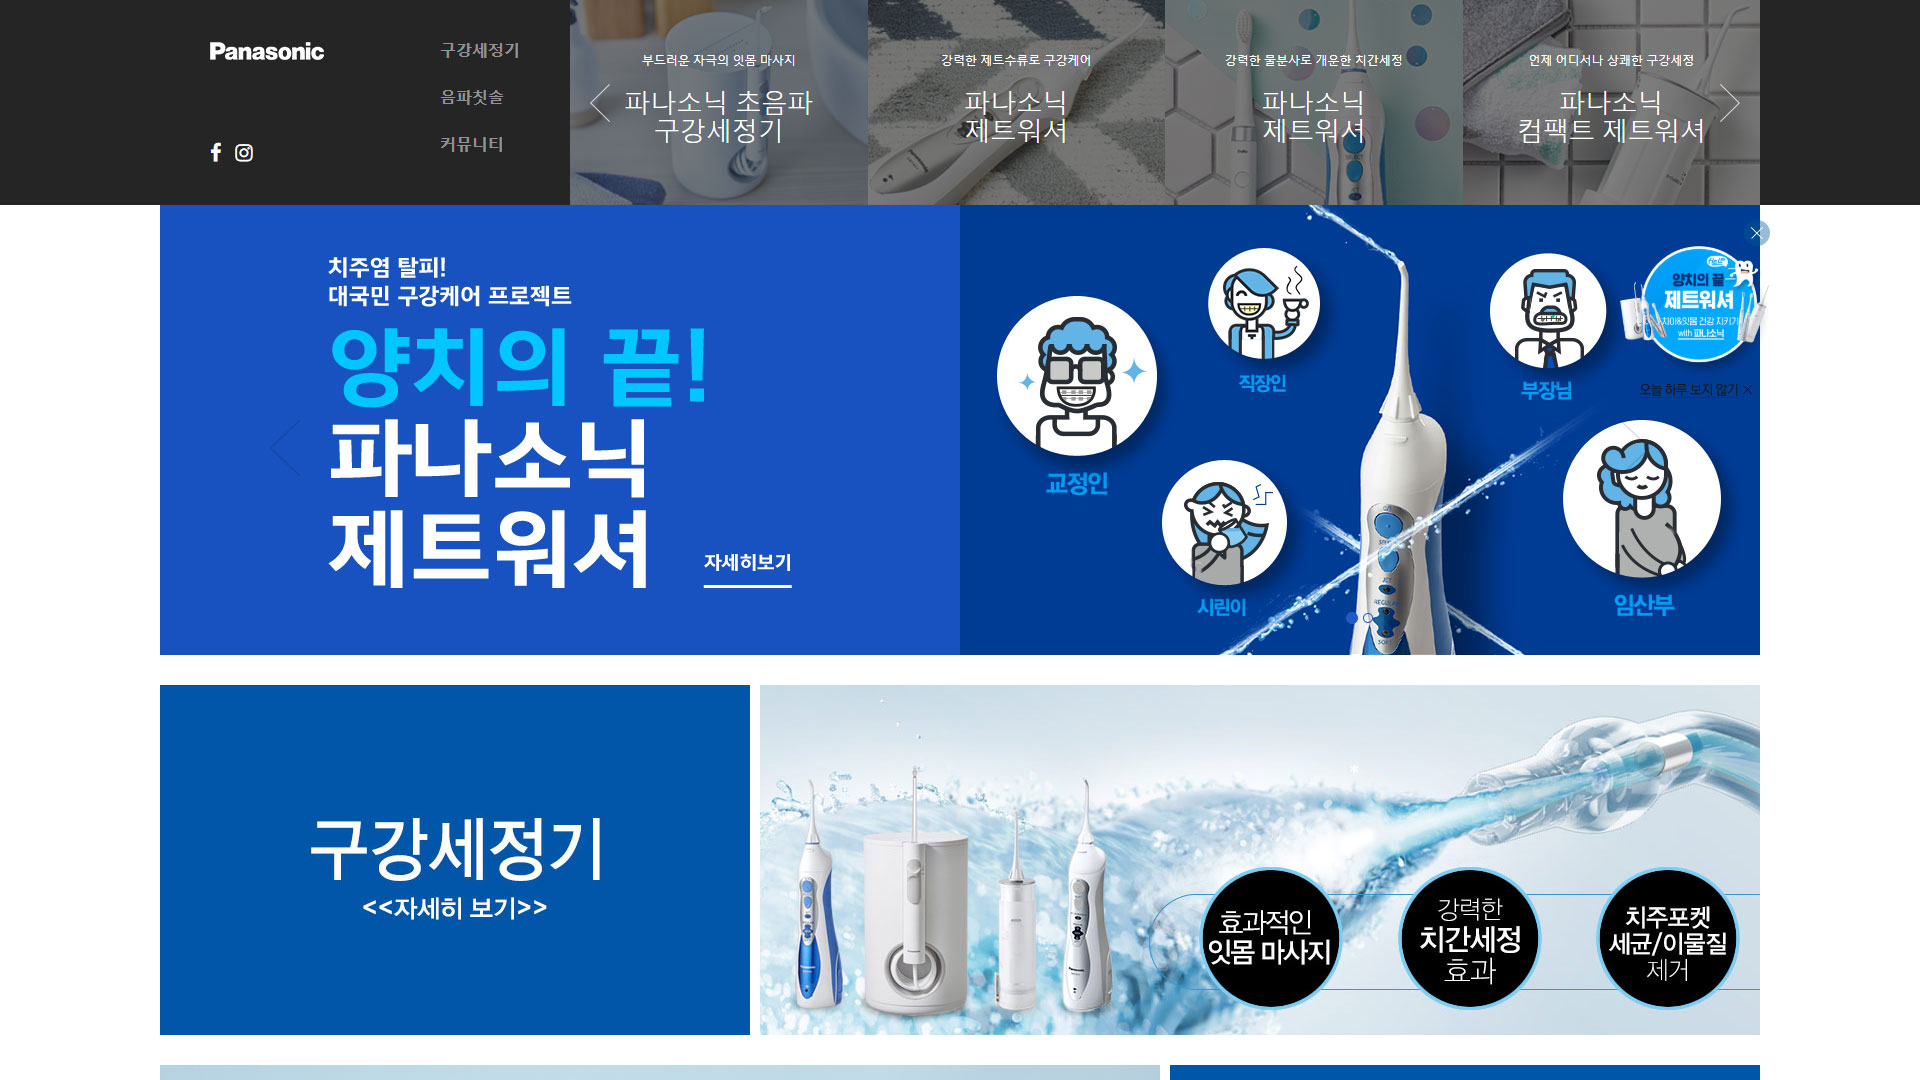 Panasonic
구강세정기
음파칫솔
커뮤니티
부드러운 자극의 잇몸 마사지
파나소닉 초음파
구강세정기
강력한 제트수류로 구강케어
파나소닉
제트워셔
강력한 물분사로 개운한 치간세정
파나소닉
제트워셔
언제 어디서나 상쾌한 구강세정
파나소닉
컴팩트 제트워셔
치주염 탈피!
대국민 구강케어 프로젝트
양치의 끝!
파나소닉
제트워셔
자세히보기
교정인
직장인
시린이
부장님
임산부
양치의 끝
제트워셔
치아&잇몸 건강 지키기
with 파나소닉
오늘 하루 보지 않기 ×
구강세정기
<<자세히 보기>>
효과적인
잇몸 마사지
강력한
치간세정
효과
치주포켓
세균/이물질
제거